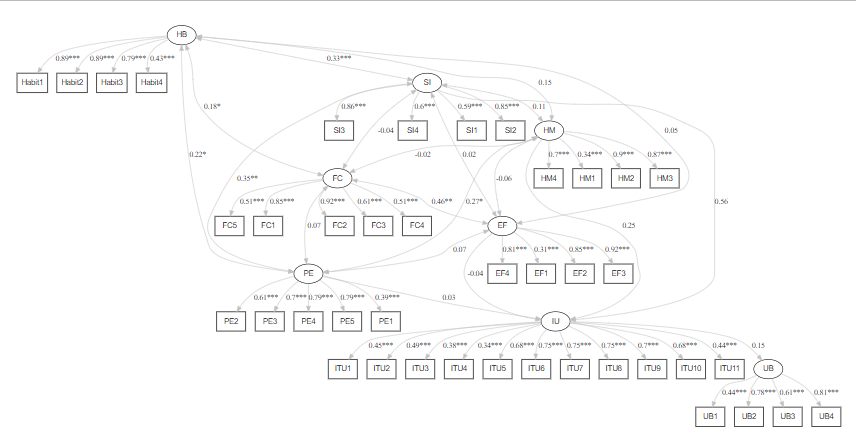 HB
0.89*** 0.89*** 0.79*** 0.43*** 0.33***
Habit1 Habit2 Habit3 Habit4 SI 0.15
0.18* 0.86*** 0.6*** 0.59*** 0.85*** 0.11
SI3 SI4 SI1 SI2 HM 0.05
-0.04
0.22* -0.02 0.02 0.7*** 0.34*** 0.9*** 0.87***
0.35** FC -0.06 HM4 HM1 HM2 HM3
0.51*** 0.85*** 0.92*** 0.61*** 0.51*** 0.46** 0.27* 0.56
FC5 FC1 0.07 FC2 FC3 FC4 EF 0.25
0.07 0.81*** 0.31*** 0.85*** 0.92***
PE -0.04 EF4 EF1 EF2 EF3
0.61*** 0.7*** 0.79*** 0.79*** 0.39*** 0.03
PE2 PE3 PE4 PE5 PE1 IU
0.45*** 0.49*** 0.38*** 0.34*** 0.68*** 0.75*** 0.75*** 0.75*** 0.7*** 0.68*** 0.44*** 0.15
ITU1 ITU2 ITU3 ITU4 ITU5 ITU6 ITU7 ITU8 ITU9 ITU10 ITU11 UB
0.44*** 0.78*** 0.61*** 0.81***
UB1 UB2 UB3 UB4